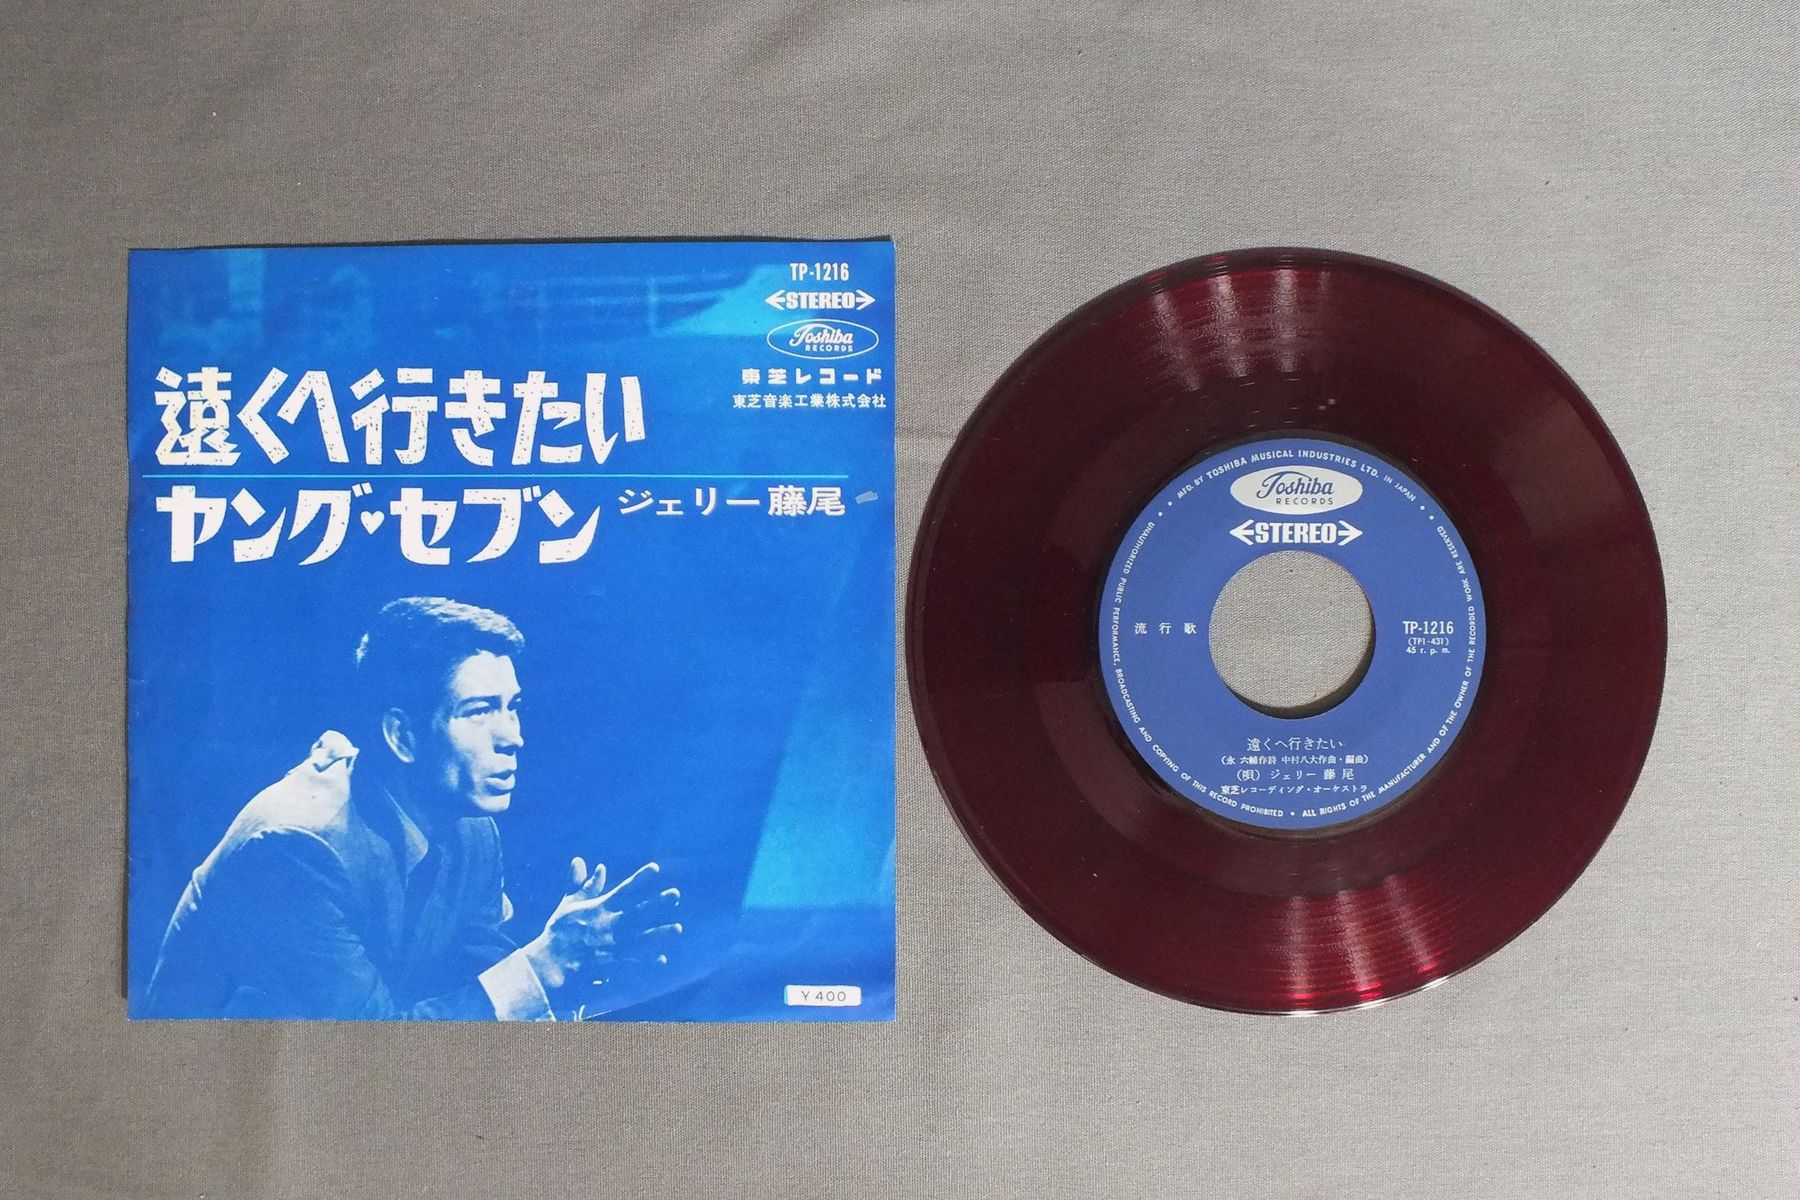 TP-1216
STEREO
Toshiba
RECORDS
東芝レコード
東芝音楽工業株式会社
遠くへ行きたい
ヤング♥セブン ジェリー藤尾
¥400
MFD. BY TOSHIBA MUSICAL INDUSTRIES LTD. IN JAPAN
Toshiba
RECORDS
STEREO
流行歌
TP-1216
(TP1-431)
45 r.p.m.
遠くへ行きたい
(永 六輔作詩 中村八大作曲・編曲)
(唄) ジェリー 藤尾
東芝レコーディング・オーケストラ
UNAUTHORIZED PUBLIC PERFORMANCE, BROADCASTING AND COPYING OF THIS RECORD PROHIBITED • ALL RIGHTS OF THE MANUFACTURER AND OF THE OWNER OF THE RECORDED WORK ARE RESERVED